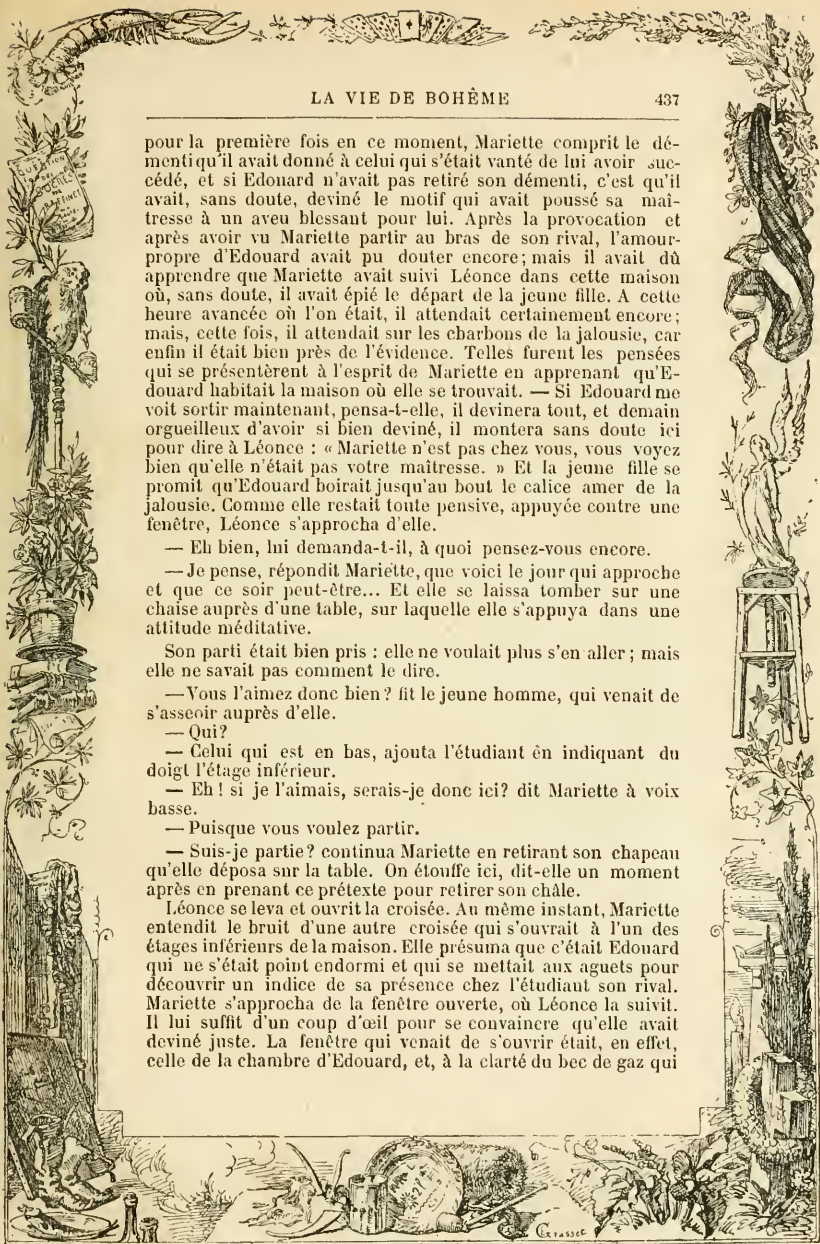 LA VIE DE BOHÊME 437
pour la première fois en ce moment, Mariette comprit le dé-
menti qu'il avait donné à celui qui s'était vanté de lui avoir suc-
cédé, et si Edouard n'avait pas retiré son démenti, c'est qu'il
avait, sans doute, deviné le motif qui avait poussé sa maî-
tresse à un aveu blessant pour lui. Après la provocation et
après avoir vu Mariette partir au bras de son rival, l'amour-
propre d'Edouard avait pu douter encore; mais il avait dû
apprendre que Mariette avait suivi Léonce dans cette maison
où, sans doute, il avait épié le départ de la jeune fille. A cette
heure avancée où l'on était, il attendait certainement encore;
mais, cette fois, il attendait sur les charbons de la jalousie, car
enfin il était bien près de l'évidence. Telles furent les pensées
qui se présentèrent à l'esprit de Mariette en apprenant qu'E-
douard habitait la maison où elle se trouvait. — Si Edouard me
voit sortir maintenant, pensa-t-elle, il devinera tout, et demain
orgueilleux d'avoir si bien deviné, il montera sans doute ici
pour dire à Léonce : « Mariette n'est pas chez vous, vous voyez
bien qu'elle n'était pas votre maîtresse. » Et la jeune fille se
promit qu'Edouard boirait jusqu'au bout le calice amer de la
jalousie. Comme elle restait toute pensive, appuyée contre une
fenêtre, Léonce s'approcha d'elle.
— Eh bien, lui demanda-t-il, à quoi pensez-vous encore.
— Je pense, répondit Mariette, que voici le jour qui approche
et que ce soir peut-être... Et elle se laissa tomber sur une
chaise auprès d'une table, sur laquelle elle s'appuya dans une
attitude méditative.
Son parti était bien pris : elle ne voulait plus s'en aller; mais
elle ne savait pas comment le dire.
— Vous l'aimez donc bien? fit le jeune homme, qui venait de
s'asseoir auprès d'elle.
— Qui?
— Celui qui est en bas, ajouta l'étudiant en indiquant du
doigt l'étage inférieur.
— Eh! si je l'aimais, serais-je donc ici? dit Mariette à voix
basse.
— Puisque vous voulez partir.
— Suis-je partie? continua Mariette en retirant son chapeau
qu'elle déposa sur la table. On étouffe ici, dit-elle un moment
après en prenant ce prétexte pour retirer son châle.
Léonce se leva et ouvrit la croisée. Au même instant, Mariette
entendit le bruit d'une autre croisée qui s'ouvrait à l'un des
étages inférieurs de la maison. Elle présuma que c'était Edouard
qui ne s'était point endormi et qui se mettait aux aguets pour
découvrir un indice de sa présence chez l'étudiant son rival.
Mariette s'approcha de la fenêtre ouverte, où Léonce la suivit.
Il lui suffit d'un coup d'œil pour se convaincre qu'elle avait
deviné juste. La fenêtre qui venait de s'ouvrir était, en effet,
celle de la chambre d'Edouard, et, à la clarté du bec de gaz qui